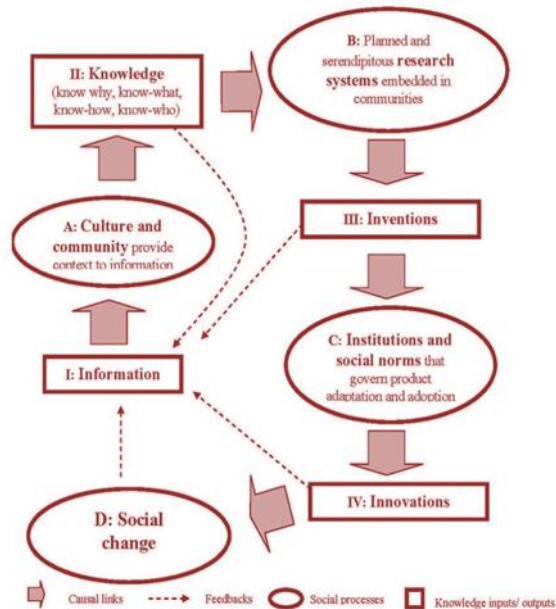 II: Knowledge
(know why, know-what,
know-how, know-who)
B: Planned and
serendipitous research
systems embedded in
communities
A: Culture and
community provide
context to information
III: Inventions
C: Institutions and
social norms that
govern product
adaptation and adoption
I: Information
IV: Innovations
D: Social
change
Causal links
Feedbacks
Social processes
Knowledge inputs/ outputs